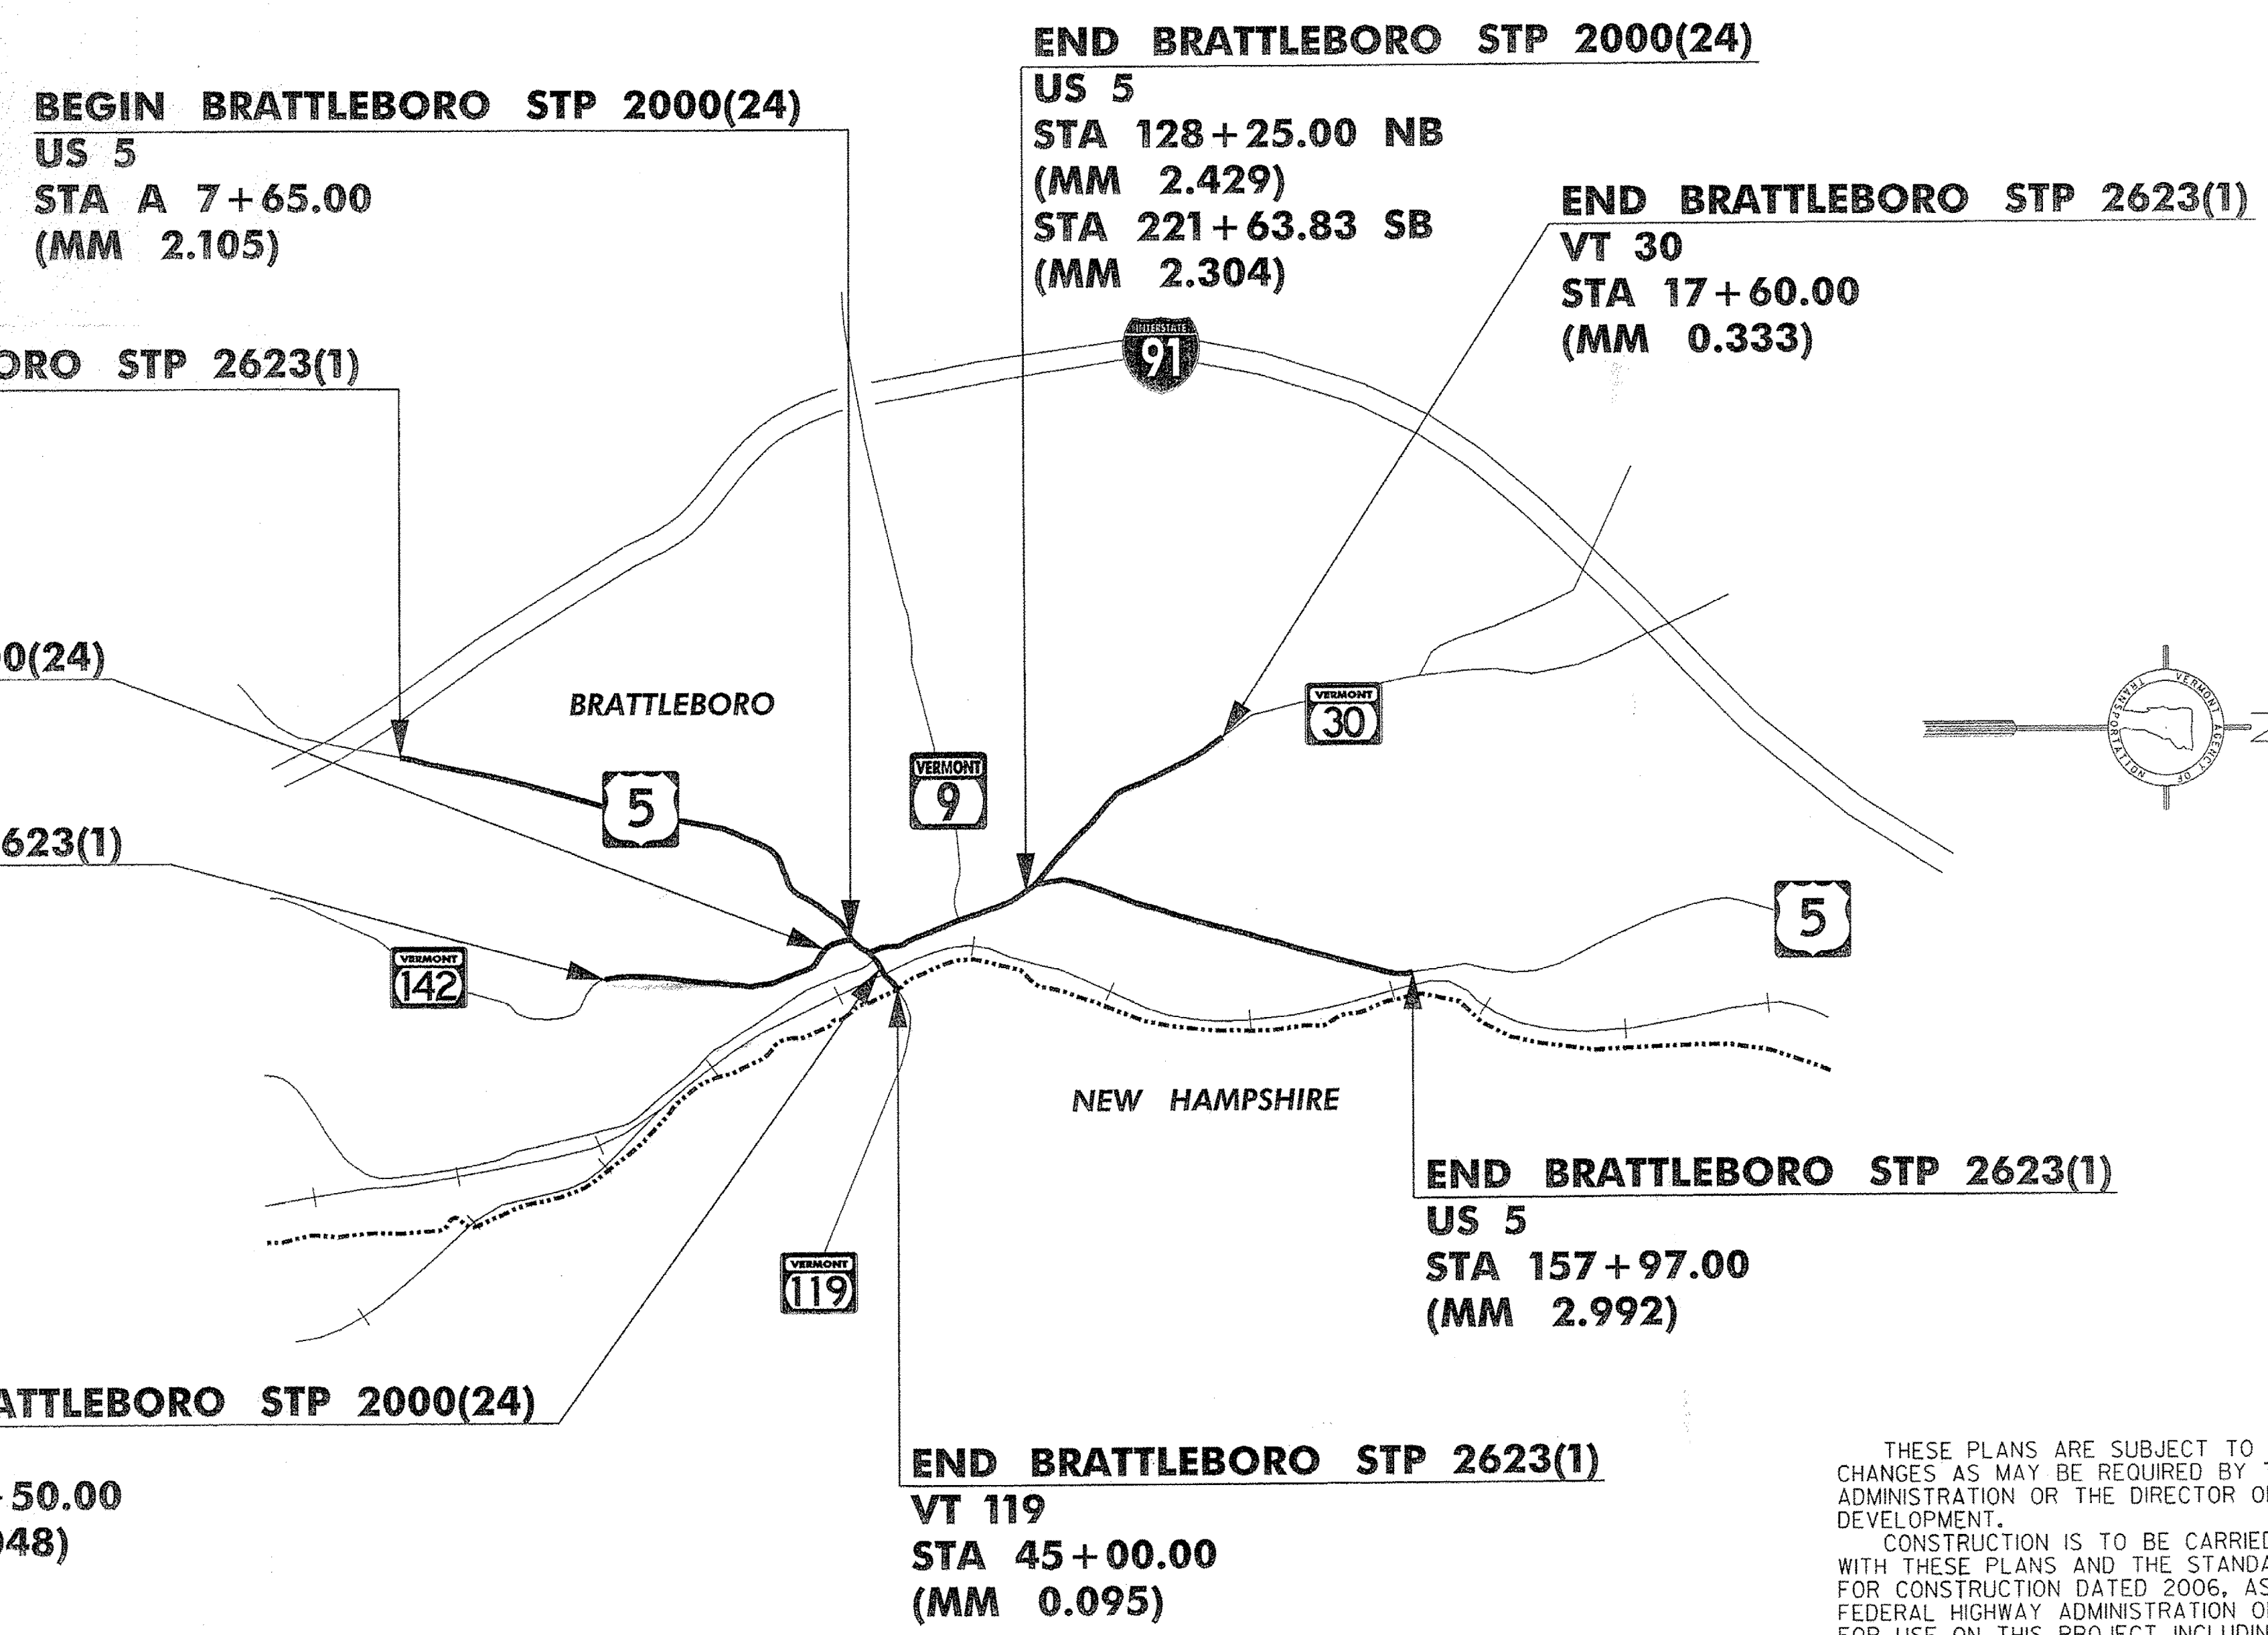 END BRATTLEBORO STP 2000(24)
US 5
STA 128+25.00 NB
(MM 2.429)
STA 221+63.83 SB
(MM 2.304)
BEGIN BRATTLEBORO STP 2000(24)
US 5
STA A 7+65.00
(MM 2.105)
END BRATTLEBORO STP 2623(1)
VT 30
STA 17+60.00
(MM 0.333)
INTERSTATE
91
ORO STP 2623(1)
0(24)
BRATTLEBORO
VERMONT
30
VERMONT AGENCY OF TRANSPORTATION
N
VERMONT
9
5
623(1)
5
VERMONT
142
NEW HAMPSHIRE
END BRATTLEBORO STP 2623(1)
US 5
STA 157+97.00
(MM 2.992)
VERMONT
119
ATTLEBORO STP 2000(24)
50.00
48)
END BRATTLEBORO STP 2623(1)
VT 119
STA 45+00.00
(MM 0.095)
THESE PLANS ARE SUBJECT TO
CHANGES AS MAY BE REQUIRED BY
ADMINISTRATION OR THE DIRECTOR
DEVELOPMENT.
CONSTRUCTION IS TO BE CARRIED
WITH THESE PLANS AND THE STANDA
FOR CONSTRUCTION DATED 2006, AS
FEDERAL HIGHWAY ADMINISTRATION
FOR USE ON THIS PROJECT INCLUDIN